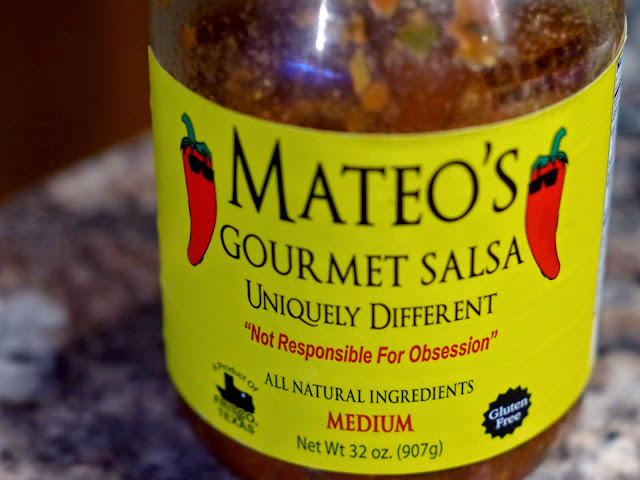 MATEO'S
GOURMET SALSA
UNIQUELY DIFFERENT
"Not Responsible For Obsession"
ALL NATURAL INGREDIENTS
MEDIUM
Net Wt 32 oz. (907g)
A Product Of
FRISCO,
TEXAS
Gluten
Free